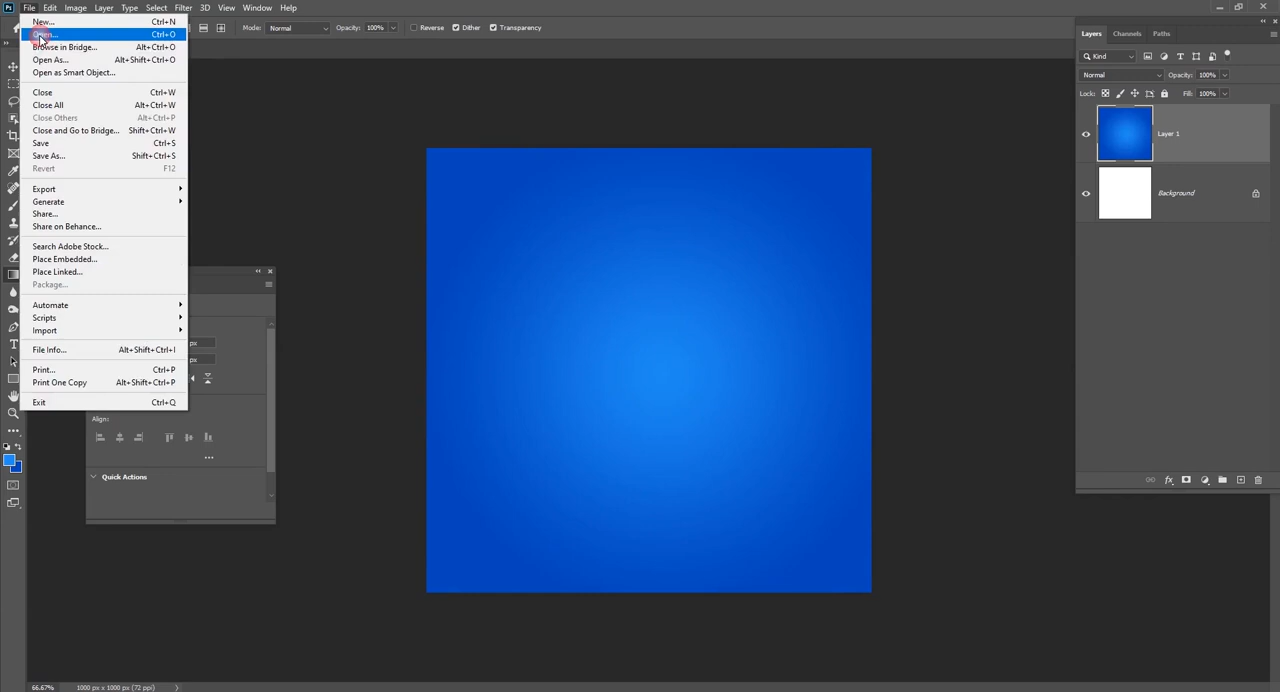 Ps File Edit Image Layer Type Select Filter 3D View Window Help
Mode: Normal Opacity: 100% Reverse Dither Transparency
New... Ctrl+N
Open... Ctrl+O
Browse in Bridge... Alt+Ctrl+O
Open As... Alt+Shift+Ctrl+O
Open as Smart Object...
Close Ctrl+W
Close All Alt+Ctrl+W
Close Others Alt+Ctrl+P
Close and Go to Bridge... Shift+Ctrl+W
Save Ctrl+S
Save As... Shift+Ctrl+S
Revert F12
Export
Generate
Share...
Share on Behance...
Search Adobe Stock...
Place Embedded...
Place Linked...
Package...
Automate
Scripts
Import
File Info... Alt+Shift+Ctrl+I
Print... Ctrl+P
Print One Copy Alt+Shift+Ctrl+P
Exit Ctrl+Q
px
px
Align:
Quick Actions
Layers Channels Paths
Kind
Normal Opacity: 100%
Lock: Fill: 100%
Layer 1
Background
fx
66.67% 1000 px x 1000 px (72 ppi)